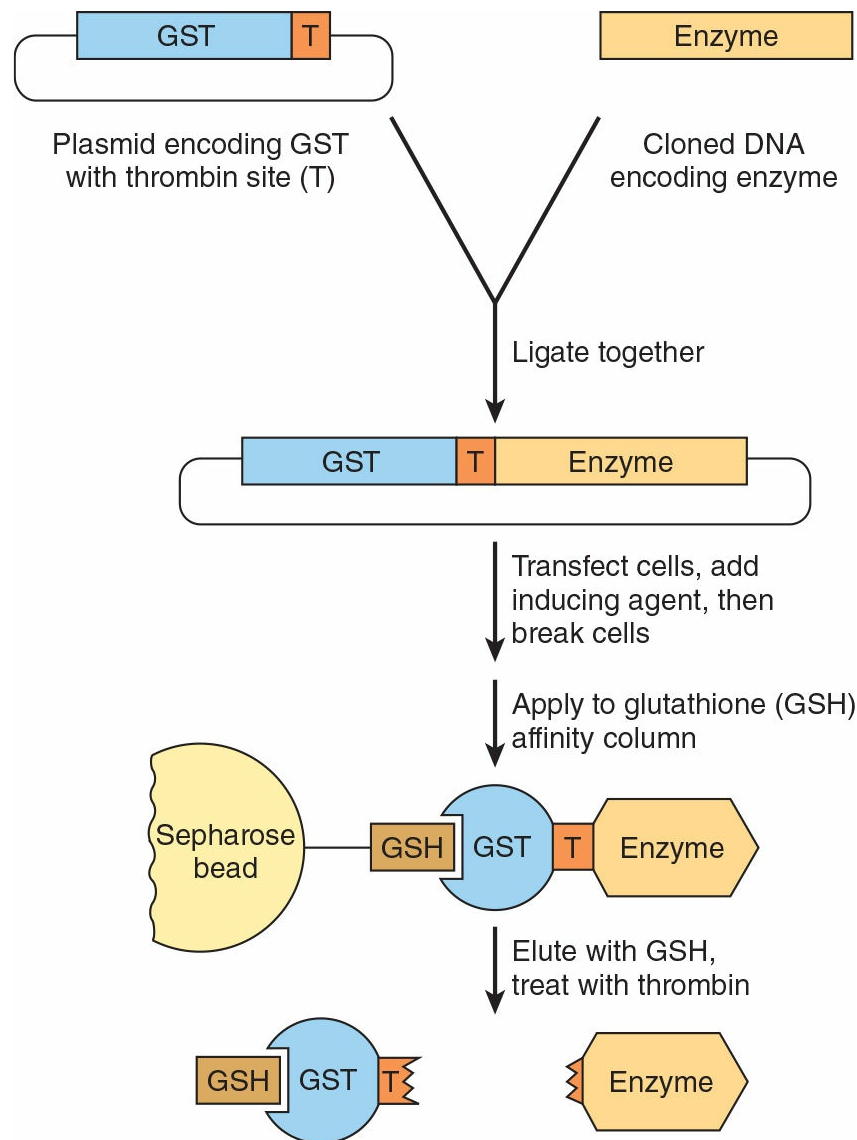 GST T
Enzyme
Plasmid encoding GST
with thrombin site (T)
Cloned DNA
encoding enzyme
Ligate together
GST T Enzyme
Transfect cells, add
inducing agent, then
break cells
Apply to glutathione (GSH)
affinity column
Sepharose
bead
GSH GST T Enzyme
Elute with GSH,
treat with thrombin
GSH GST T Enzyme